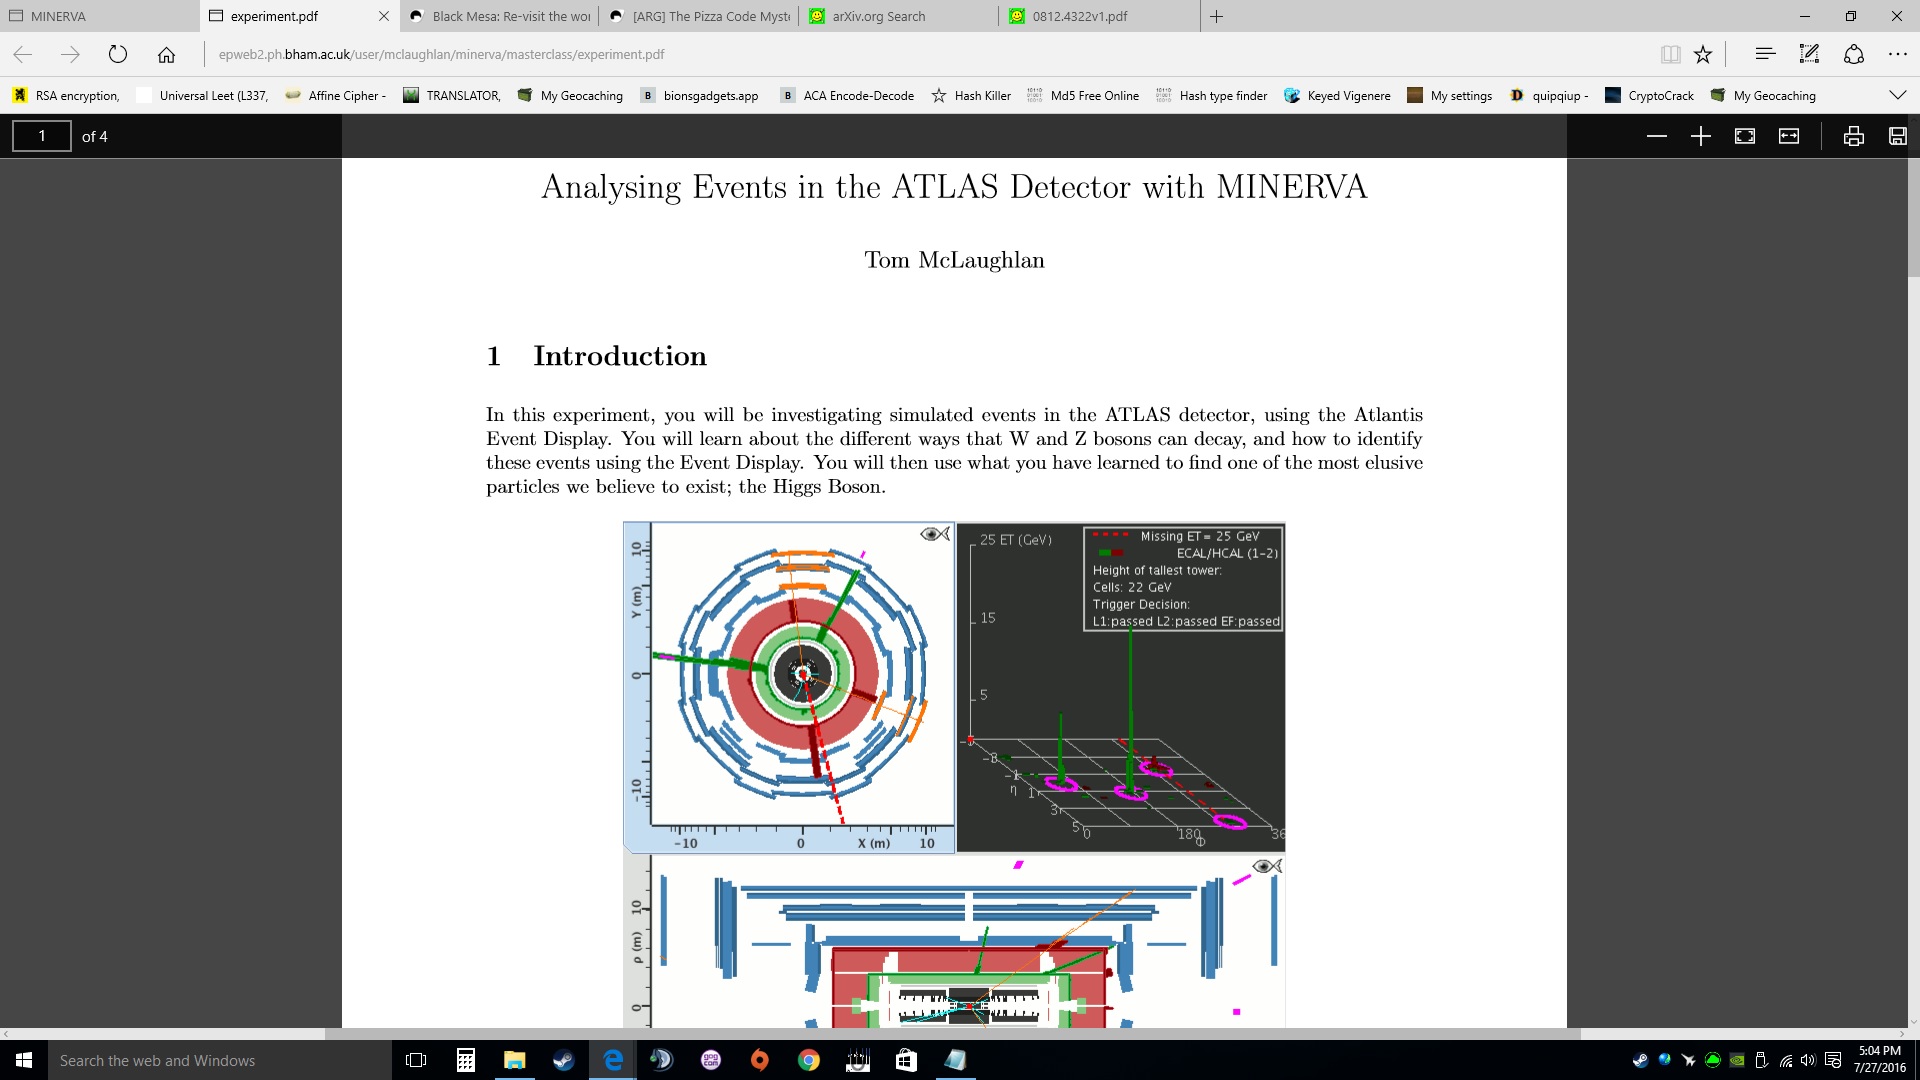 MINERVA
experiment.pdf
Black Mesa: Re-visit the wo
[ARG] The Pizza Code Myste
arXiv.org Search
0812.4322v1.pdf
epweb2.ph.bham.ac.uk/user/mclaughlan/minerva/masterclass/experiment.pdf
RSA encryption,
Universal Leet (L337,
Affine Cipher -
TRANSLATOR,
My Geocaching
bionsgadgets.app
ACA Encode-Decode
Hash Killer
Md5 Free Online
Hash type finder
Keyed Vigenere
My settings
quipqiup -
CryptoCrack
My Geocaching
1 of 4
Analysing Events in the ATLAS Detector with MINERVA
Tom McLaughlan
1 Introduction
In this experiment, you will be investigating simulated events in the ATLAS detector, using the Atlantis
Event Display. You will learn about the different ways that W and Z bosons can decay, and how to identify
these events using the Event Display. You will then use what you have learned to find one of the most elusive
particles we believe to exist; the Higgs Boson.
10
Y (m)
0
-10
-10 0 X (m) 10
25 ET (GeV)
15
5
Missing ET= 25 GeV
ECAL/HCAL (1-2)
Height of tallest tower:
Cells: 22 GeV
Trigger Decision:
L1:passed L2:passed EF:passed
-3
-1
η 1
3
5
0
180
Φ
36
10
ρ (m)
0
Search the web and Windows
gog
com
5:04 PM
7/27/2016